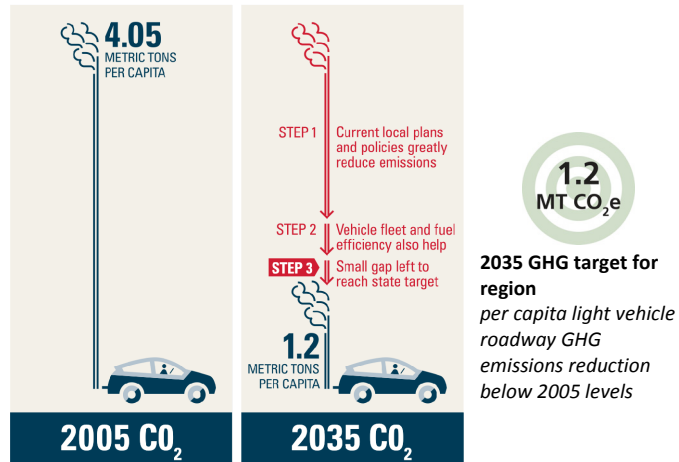 4.05
METRIC TONS
PER CAPITA
2005 CO₂
STEP 1
Current local plans
and policies greatly
reduce emissions
STEP 2
Vehicle fleet and fuel
efficiency also help
STEP 3
Small gap left to
reach state target
1.2
METRIC TONS
PER CAPITA
2035 CO₂
1.2
MT CO₂e
2035 GHG target for
region
per capita light vehicle
roadway GHG
emissions reduction
below 2005 levels